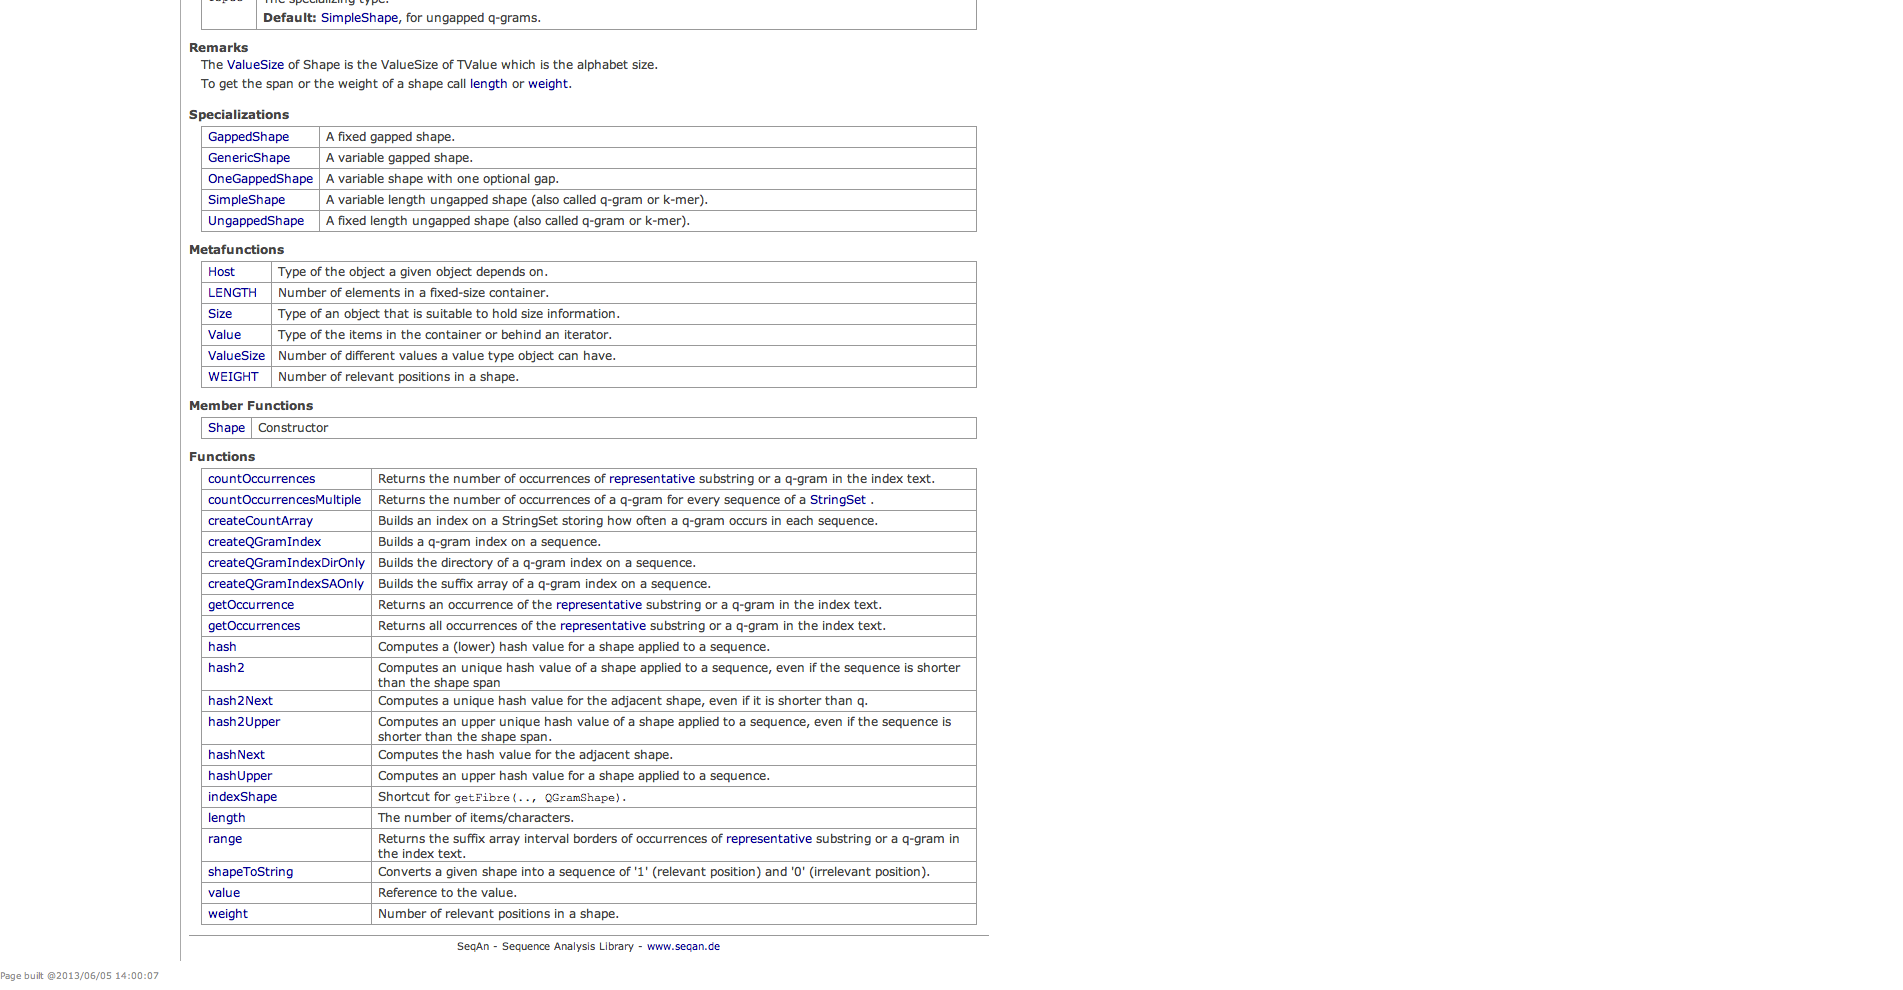 The specializing type.
Default: SimpleShape, for ungapped q-grams.
Remarks
The ValueSize of Shape is the ValueSize of TValue which is the alphabet size.
To get the span or the weight of a shape call length or weight.
Specializations
GappedShape A fixed gapped shape.
GenericShape A variable gapped shape.
OneGappedShape A variable shape with one optional gap.
SimpleShape A variable length ungapped shape (also called q-gram or k-mer).
UngappedShape A fixed length ungapped shape (also called q-gram or k-mer).
Metafunctions
Host Type of the object a given object depends on.
LENGTH Number of elements in a fixed-size container.
Size Type of an object that is suitable to hold size information.
Value Type of the items in the container or behind an iterator.
ValueSize Number of different values a value type object can have.
WEIGHT Number of relevant positions in a shape.
Member Functions
Shape Constructor
Functions
countOccurrences Returns the number of occurrences of representative substring or a q-gram in the index text.
countOccurrencesMultiple Returns the number of occurrences of a q-gram for every sequence of a StringSet .
createCountArray Builds an index on a StringSet storing how often a q-gram occurs in each sequence.
createQGramIndex Builds a q-gram index on a sequence.
createQGramIndexDirOnly Builds the directory of a q-gram index on a sequence.
createQGramIndexSAOnly Builds the suffix array of a q-gram index on a sequence.
getOccurrence Returns an occurrence of the representative substring or a q-gram in the index text.
getOccurrences Returns all occurrences of the representative substring or a q-gram in the index text.
hash Computes a (lower) hash value for a shape applied to a sequence.
hash2 Computes an unique hash value of a shape applied to a sequence, even if the sequence is shorter
than the shape span
hash2Next Computes a unique hash value for the adjacent shape, even if it is shorter than q.
hash2Upper Computes an upper unique hash value of a shape applied to a sequence, even if the sequence is
shorter than the shape span.
hashNext Computes the hash value for the adjacent shape.
hashUpper Computes an upper hash value for a shape applied to a sequence.
indexShape Shortcut for getFibre(.., QGramShape).
length The number of items/characters.
range Returns the suffix array interval borders of occurrences of representative substring or a q-gram in
the index text.
shapeToString Converts a given shape into a sequence of '1' (relevant position) and '0' (irrelevant position).
value Reference to the value.
weight Number of relevant positions in a shape.
SeqAn - Sequence Analysis Library - www.seqan.de
Page built @2013/06/05 14:00:07